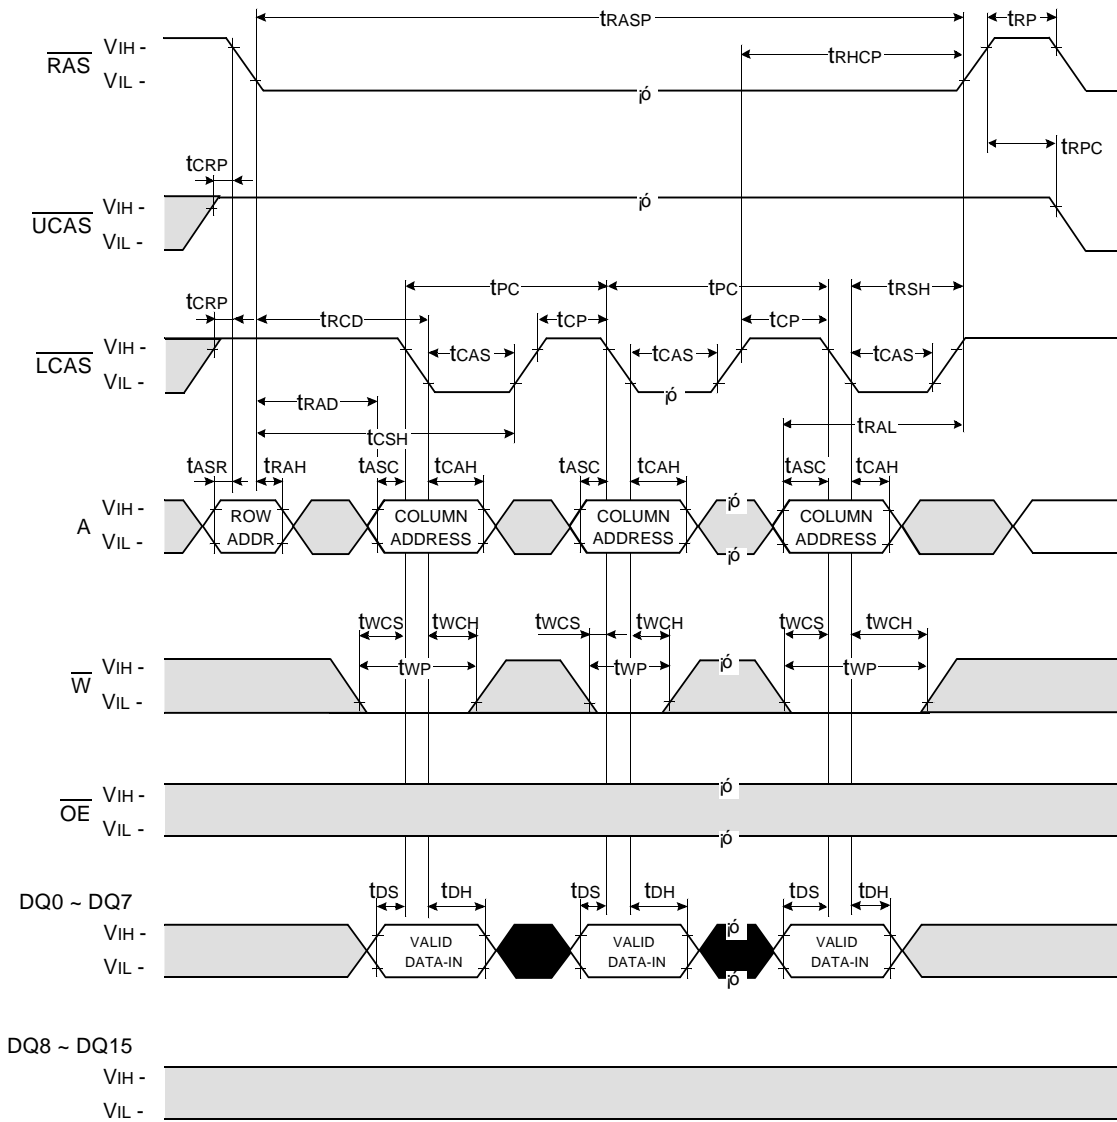 tRASP
tRP
RAS
VIH -
VIL -
tRHCP
¡ó
tCRP
tRPC
UCAS
VIH -
VIL -
¡ó
tCRP
tRCD
tPC
tCP
tPC
tCP
tRSH
LCAS
VIH -
VIL -
tCAS
tCAS
tCAS
¡ó
tRAD
tCSH
tRAL
tASR
tRAH
tASC
tCAH
tASC
tCAH
tASC
tCAH
A
VIH -
VIL -
ROW
ADDR
COLUMN
ADDRESS
COLUMN
ADDRESS
¡ó
¡ó
COLUMN
ADDRESS
tWCS
tWCH
tWCS
tWCH
tWCS
tWCH
W
VIH -
VIL -
tWP
tWP
¡ó
tWP
OE
VIH -
VIL -
¡ó
¡ó
DQ0 ~ DQ7
tDS
tDH
tDS
tDH
tDS
tDH
VIH -
VIL -
VALID
DATA-IN
VALID
DATA-IN
¡ó
¡ó
VALID
DATA-IN
DQ8 ~ DQ15
VIH -
VIL -